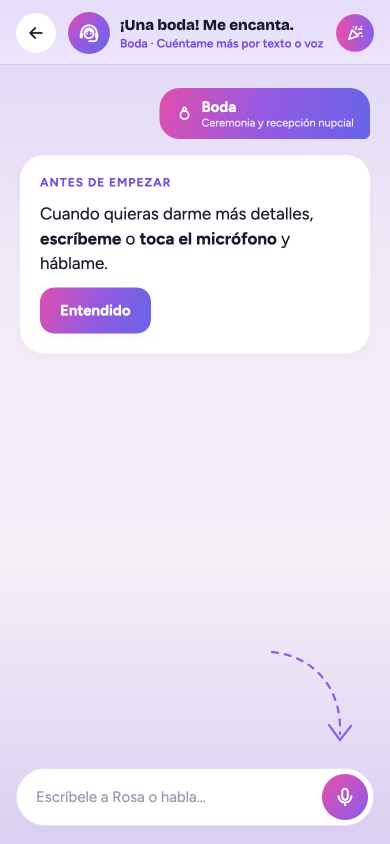 ¡Una boda! Me encanta.
Boda · Cuéntame más por texto o voz
Boda
Ceremonia y recepción nupcial
ANTES DE EMPEZAR
Cuando quieras darme más detalles,
escríbeme o toca el micrófono y
háblame.
Entendido
Escríbele a Rosa o habla...